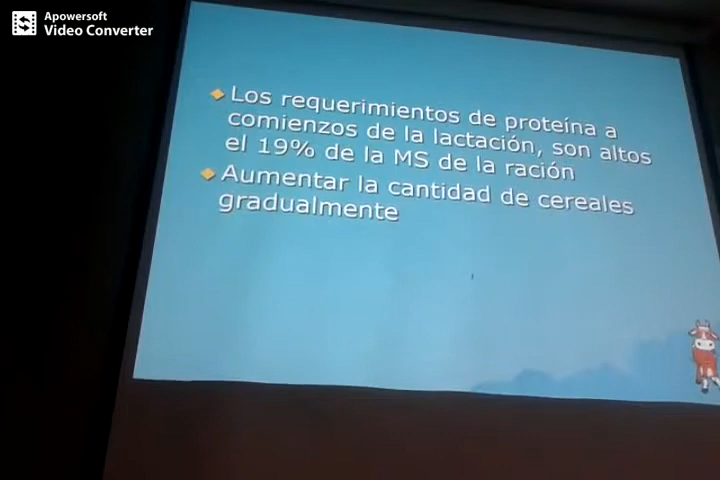 Apowersoft
Video Converter
Los requerimientos de proteína a
comienzos de la lactación, son altos
el 19% de la MS de la ración
Aumentar la cantidad de cereales
gradualmente